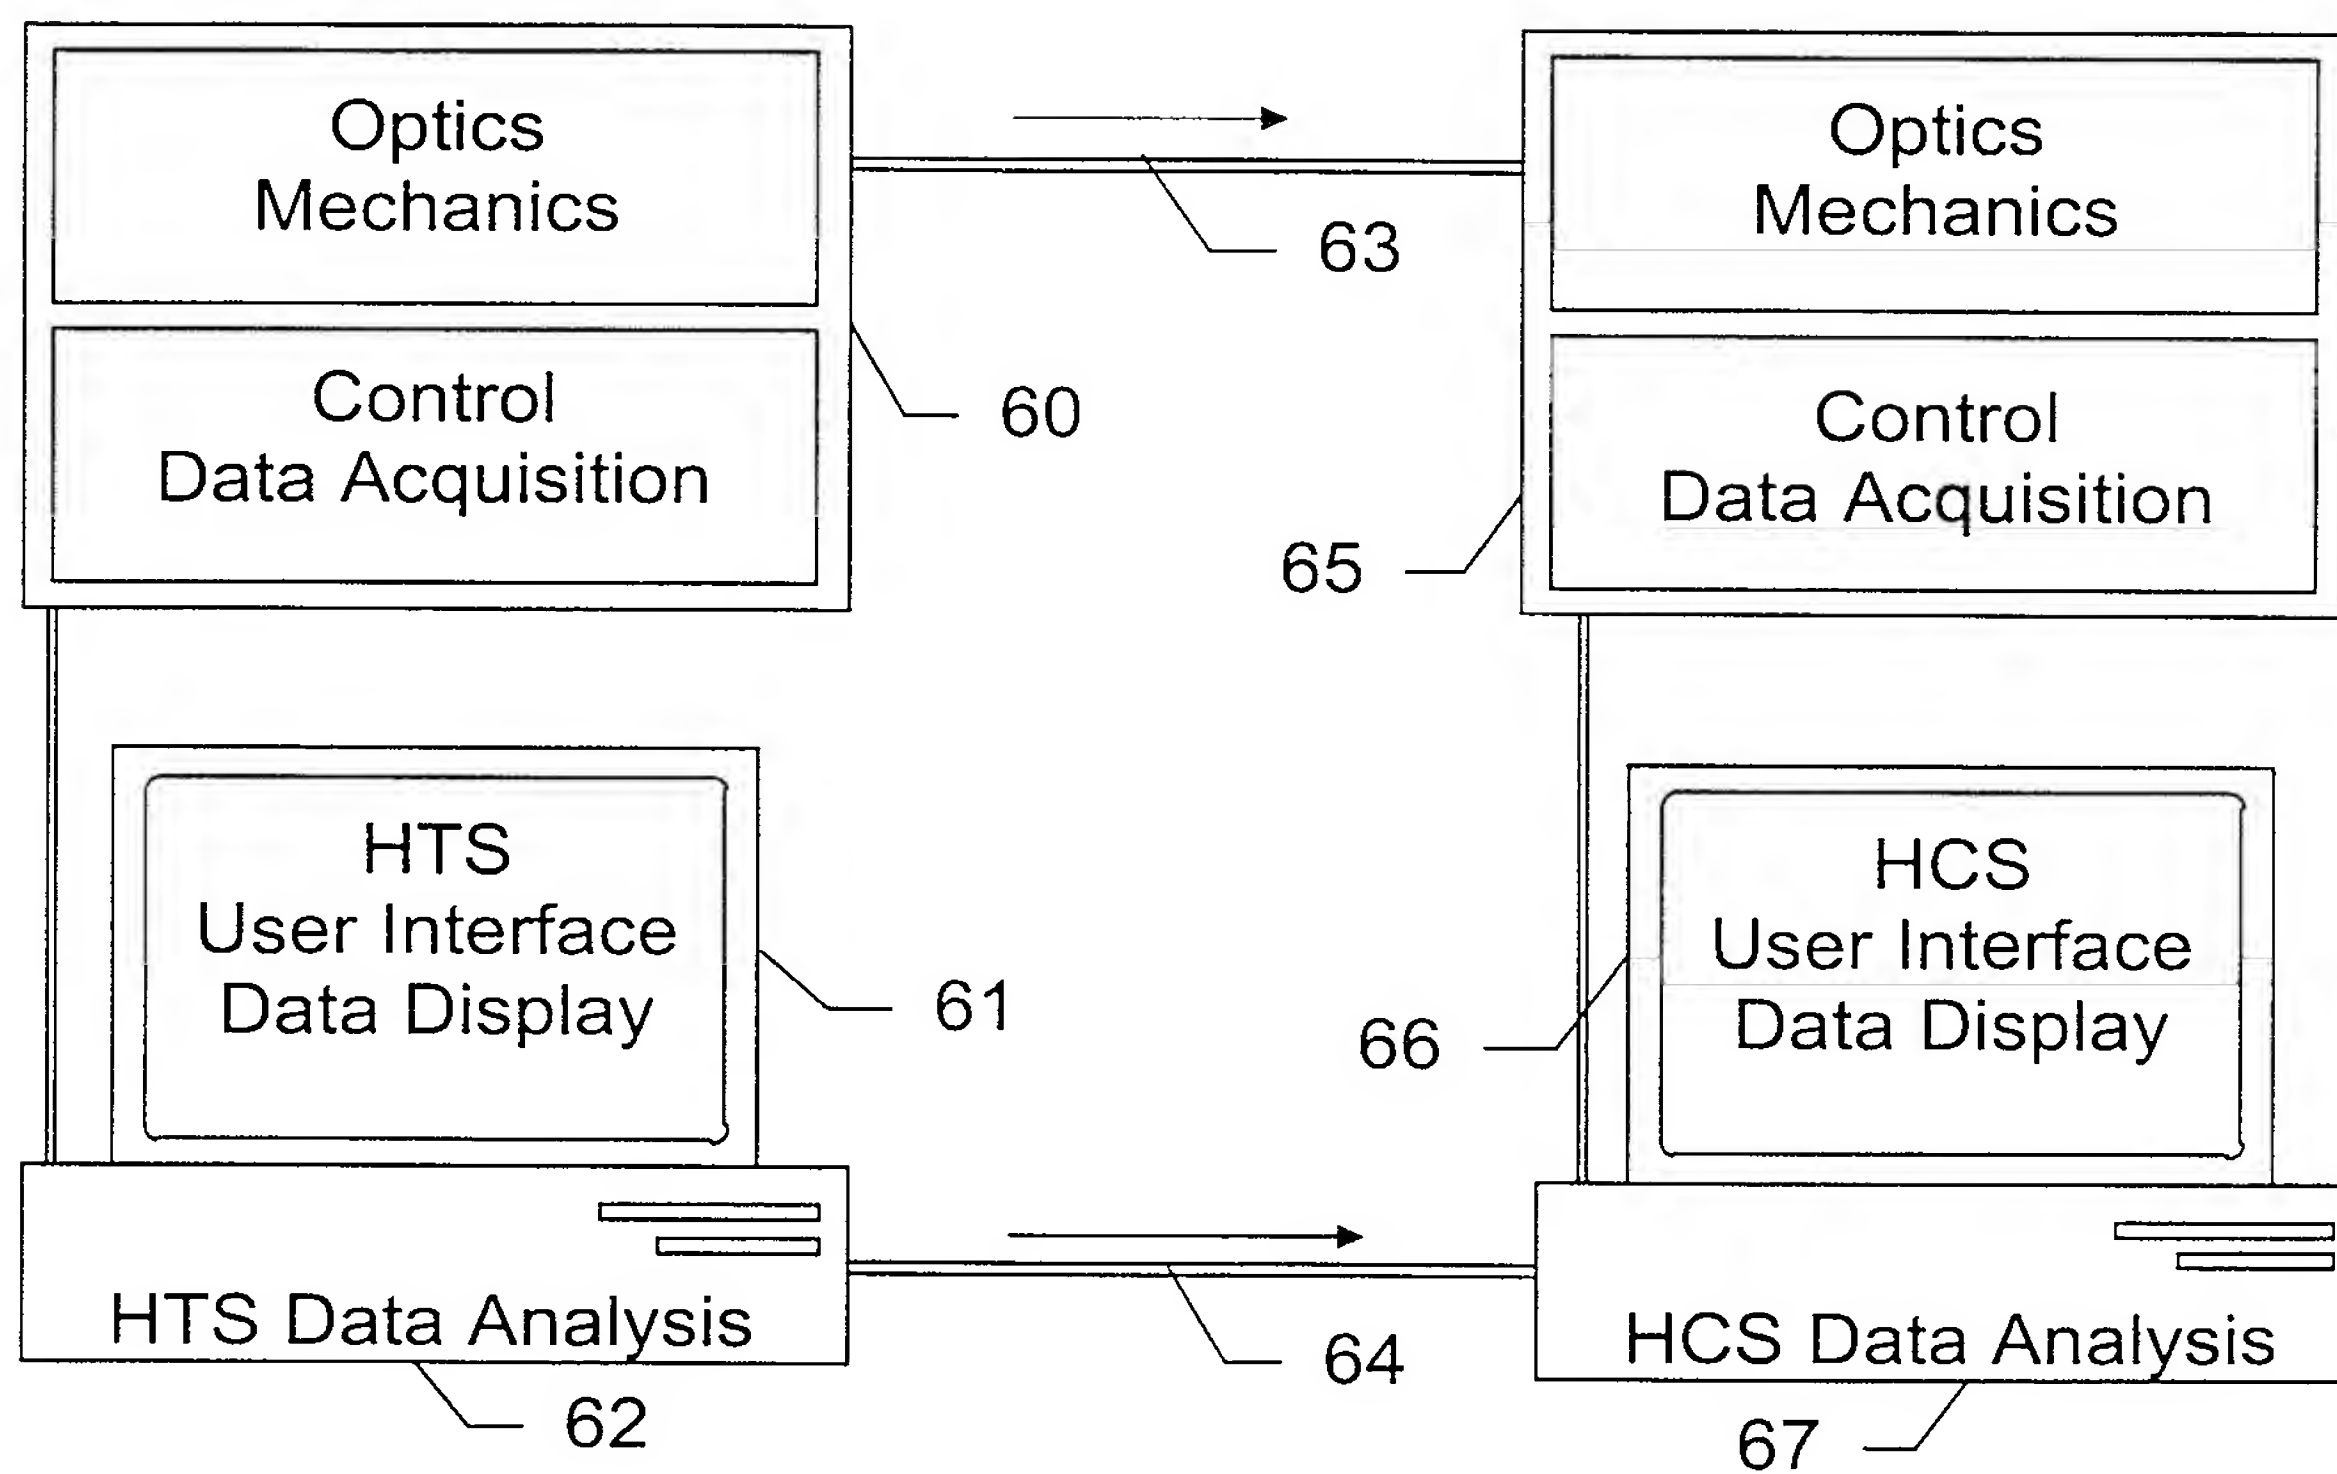 Optics
Mechanics
Control
Data Acquisition
60
63
Optics
Mechanics
Control
Data Acquisition
65
HTS
User Interface
Data Display
61
HTS Data Analysis
62
64
HCS
User Interface
Data Display
66
HCS Data Analysis
67